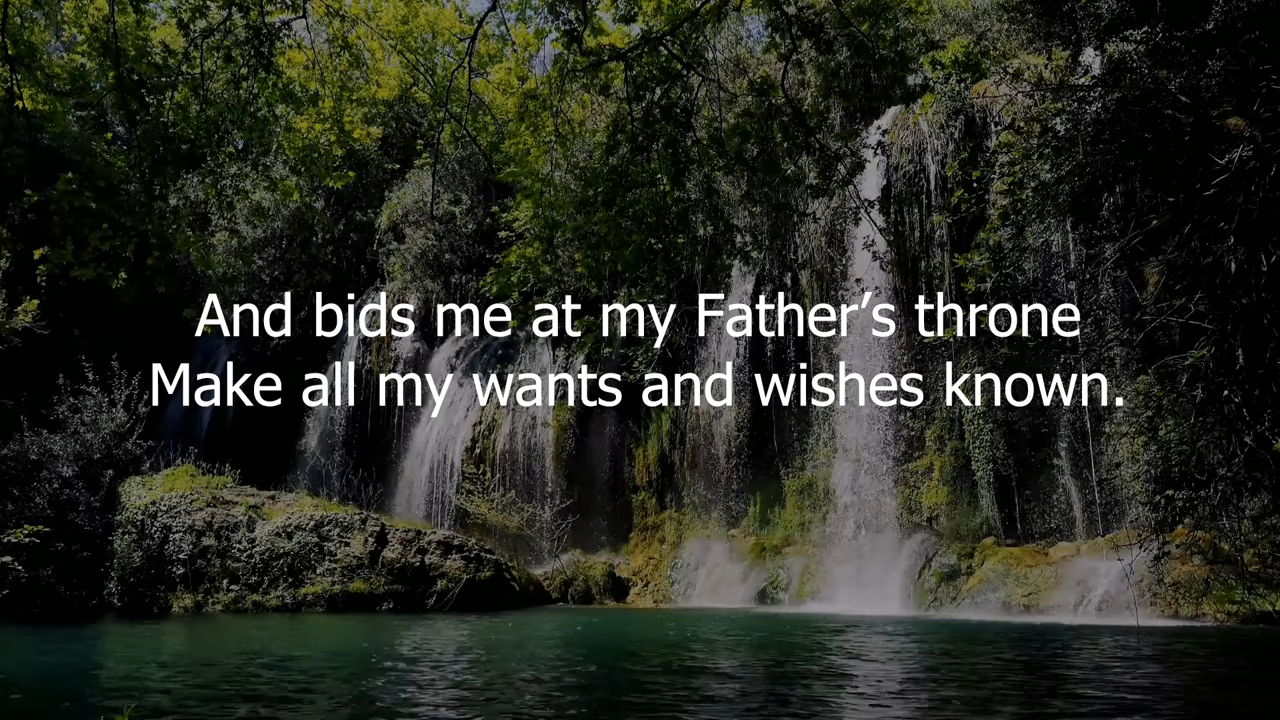 And bids me at my Father’s throne
Make all my wants and wishes known.